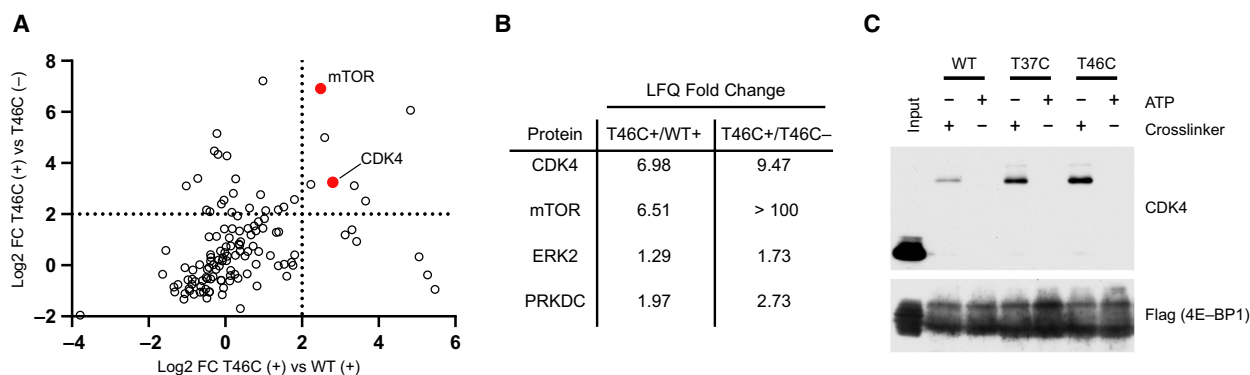 A
Log2 FC T46C (+) vs T46C (–)
8
6
4
2
0
–2
–4
–2
0
2
4
6
Log2 FC T46C (+) vs WT (+)
mTOR
CDK4
B
LFQ Fold Change
Protein T46C+/WT+ T46C+/T46C–
CDK4 6.98 9.47
mTOR 6.51 > 100
ERK2 1.29 1.73
PRKDC 1.97 2.73
C
WT T37C T46C
Input – + – + – + ATP
+ – + – + – Crosslinker
CDK4
Flag (4E–BP1)